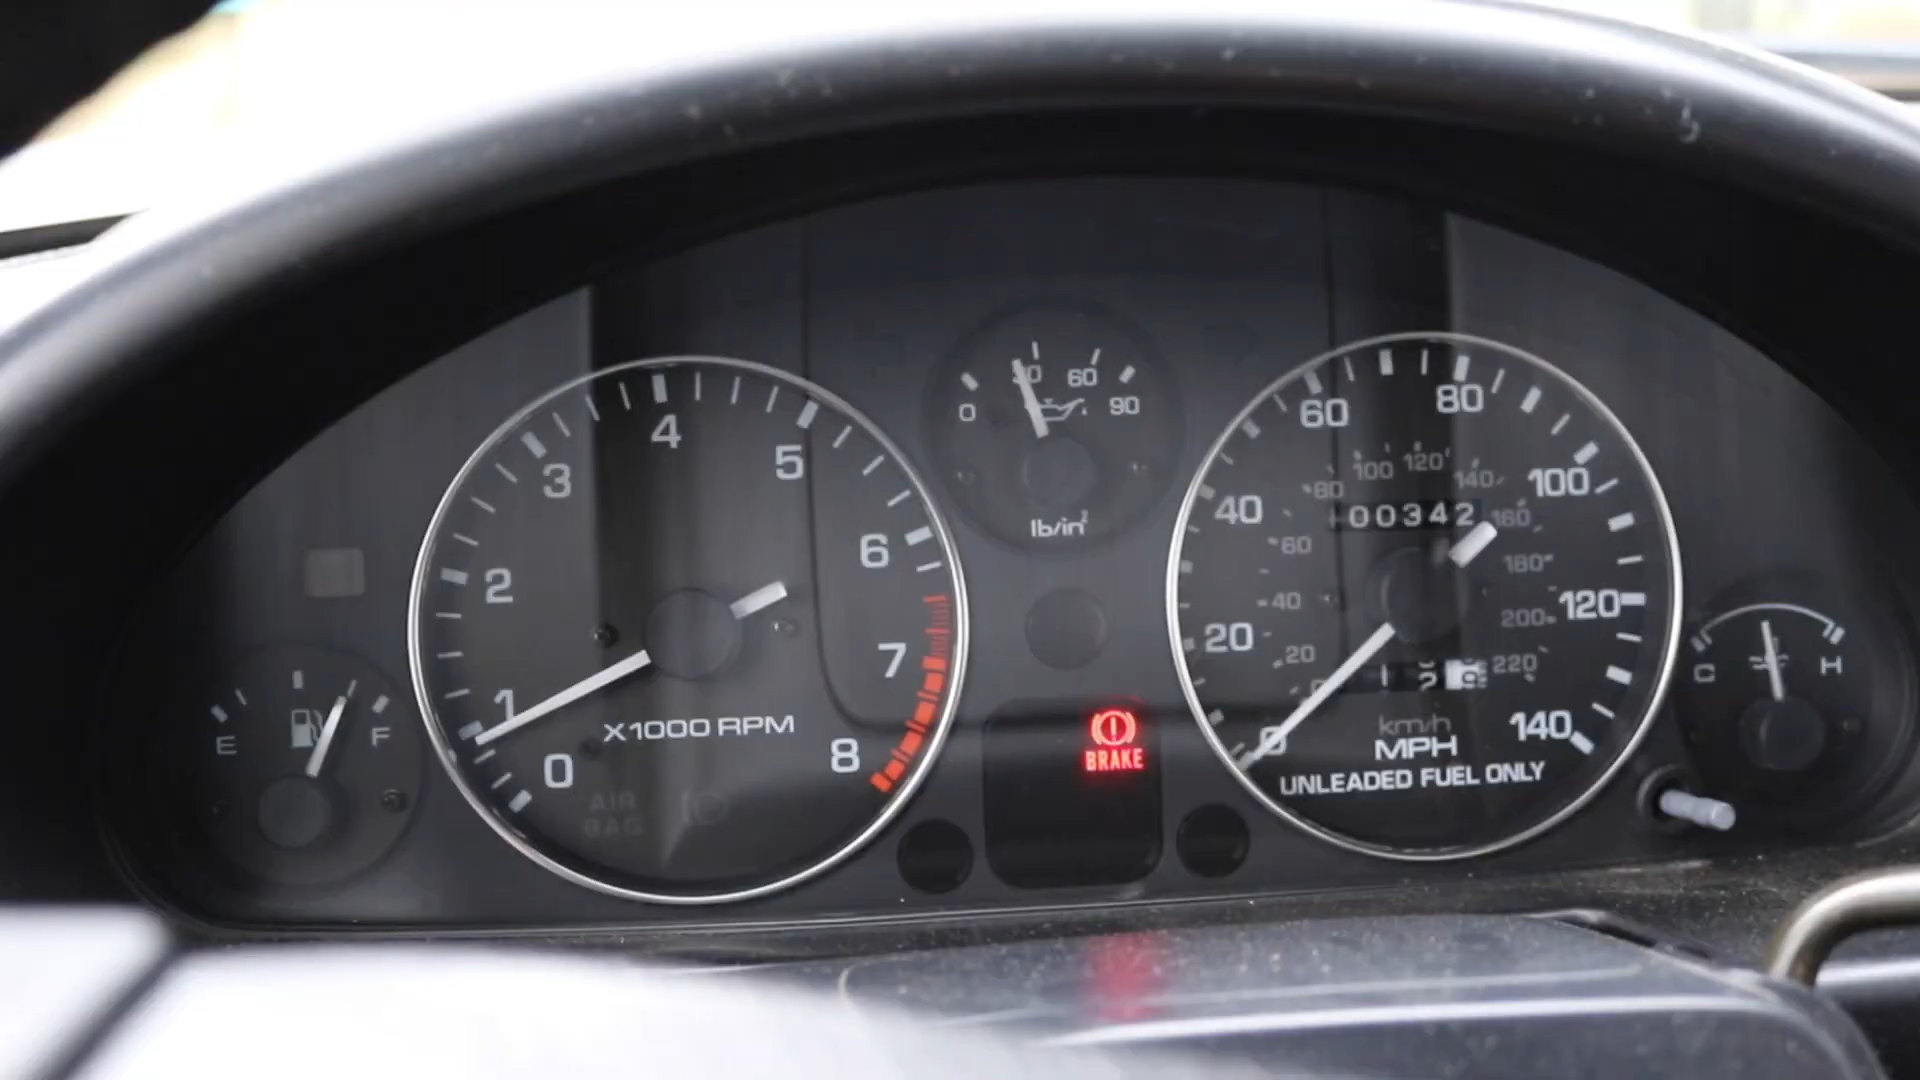 0 1 2 3 4 5 6 7 8
X1000 RPM
AIR
BAG
E F
0 30 60 90
lb/in²
BRAKE
0 20 40 60 80 100 120 140
20 40 60 80 100 120 140 160 180 200 220
00342
km/h
MPH
UNLEADED FUEL ONLY
C H